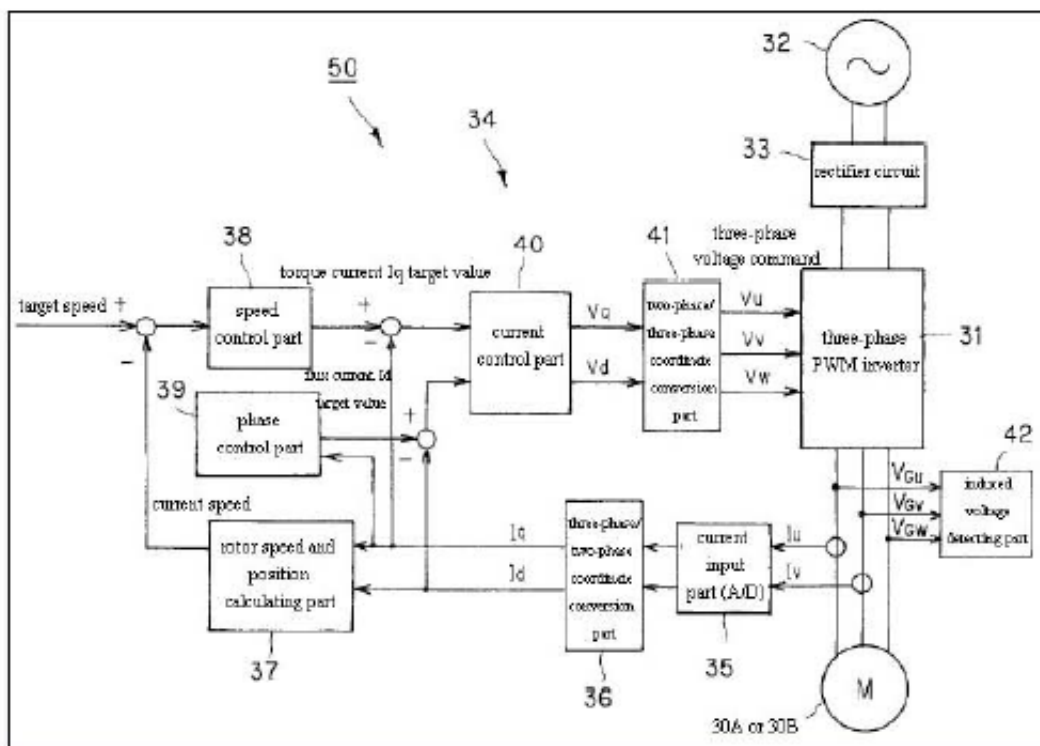 32
50
34
33
rectifier circuit
38
40
41
three-phase
voltage command
torque current Iq target value
target speed
+
−
speed
control part
+
−
current
control part
Vq
Vd
two-phase/
three-phase
coordinate
conversion
part
Vu
Vv
Vw
three-phase
PWM inverter
31
flux current Id
target value
39
phase
control part
+
−
42
VGu
VGv
VGw
induced
voltage
detecting part
current speed
rotor speed and
position
calculating part
37
Iq
Id
three-phase/
two-phase
coordinate
conversion
part
36
current
input
part (A/D)
35
Iu
Iv
M
30A or 30B